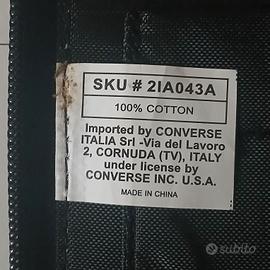 SKU # 2IA043A
100% COTTON
Imported by CONVERSE
ITALIA Srl -Via del Lavoro
2, CORNUDA (TV), ITALY
under license by
CONVERSE INC. U.S.A.
MADE IN CHINA
subito